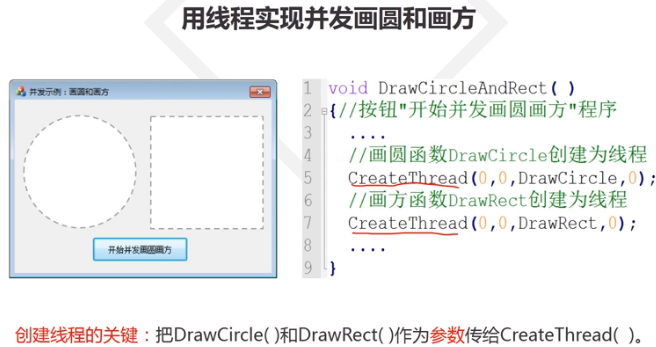 用线程实现并发画圆和画方
并发示例：画圆和画方
开始并发画圆画方
1 void DrawCircleAndRect( )
2 {//按钮"开始并发画圆画方"程序
3 ....
4 //画圆函数DrawCircle创建为线程
5 CreateThread(0,0,DrawCircle,0);
6 //画方函数DrawRect创建为线程
7 CreateThread(0,0,DrawRect,0);
8 ....
9 }
创建线程的关键：把DrawCircle( )和DrawRect( )作为参数传给CreateThread( )。